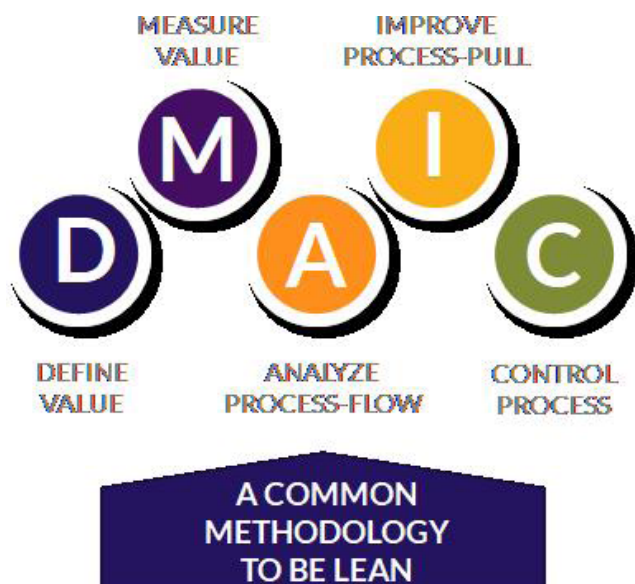 MEASURE
VALUE
IMPROVE
PROCESS-PULL
M
I
D
A
C
DEFINE
VALUE
ANALYZE
PROCESS-FLOW
CONTROL
PROCESS
A COMMON
METHODOLOGY
TO BE LEAN